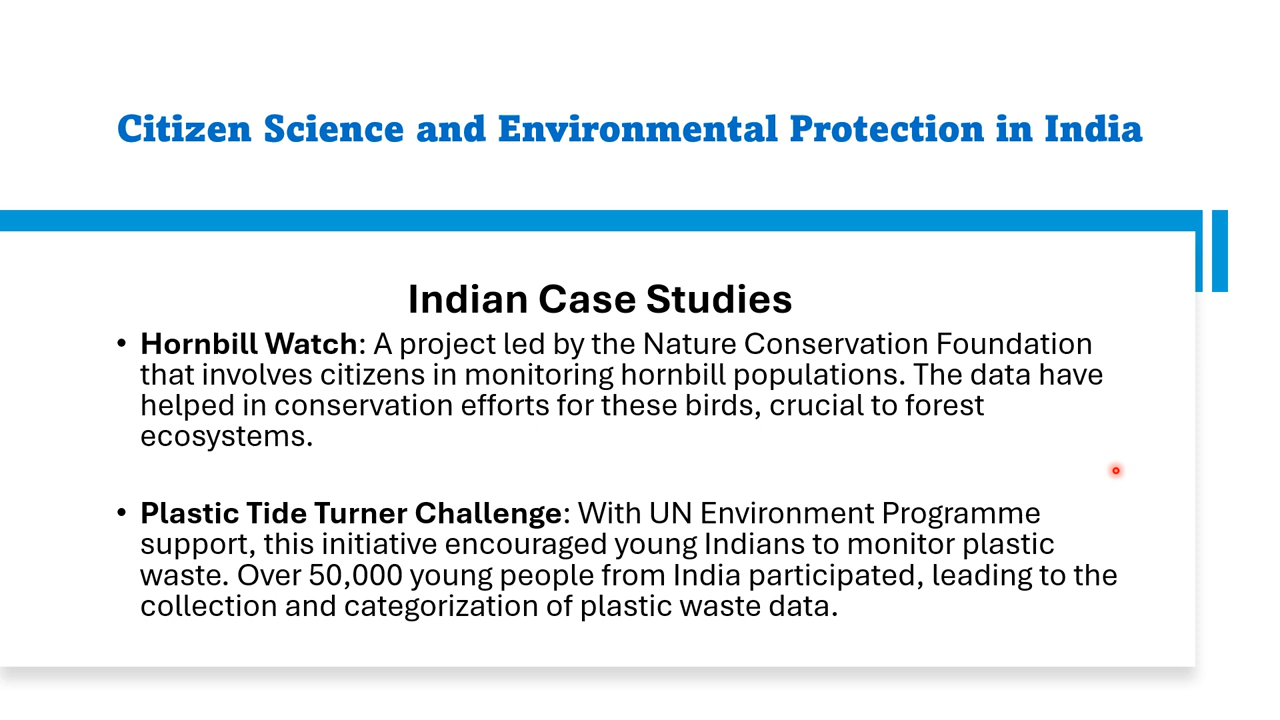 Citizen Science and Environmental Protection in India
Indian Case Studies
• Hornbill Watch: A project led by the Nature Conservation Foundation
that involves citizens in monitoring hornbill populations. The data have
helped in conservation efforts for these birds, crucial to forest
ecosystems.
• Plastic Tide Turner Challenge: With UN Environment Programme
support, this initiative encouraged young Indians to monitor plastic
waste. Over 50,000 young people from India participated, leading to the
collection and categorization of plastic waste data.